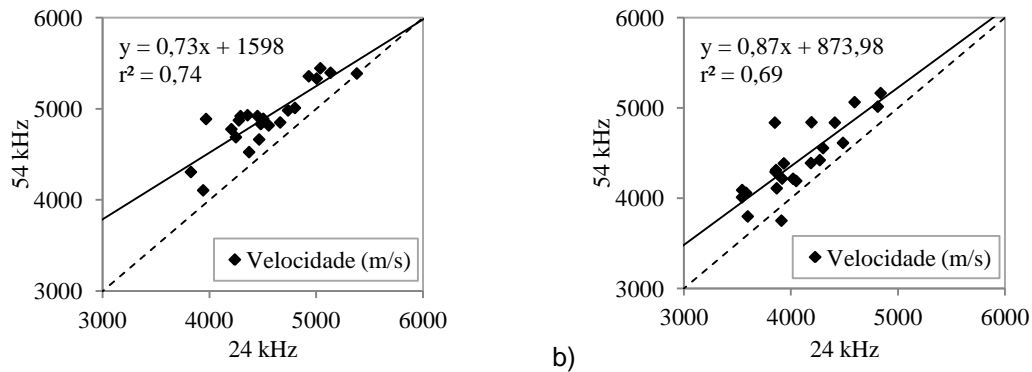 6000
y = 0,73x + 1598
r² = 0,74
5000
54 kHz
4000
Velocidade (m/s)
3000
3000 4000 5000 6000
24 kHz
b)
6000
y = 0,87x + 873,98
r² = 0,69
5000
54 kHz
4000
Velocidade (m/s)
3000
3000 4000 5000 6000
24 kHz